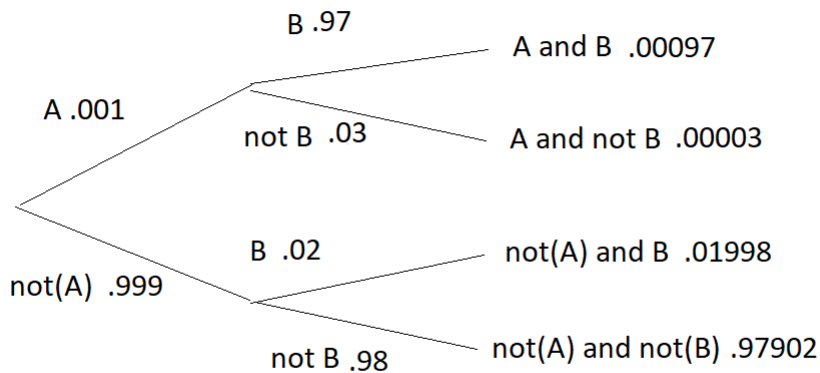 B .97
A and B .00097
A .001
not B .03
A and not B .00003
B .02
not(A) and B .01998
not(A) .999
not B .98
not(A) and not(B) .97902